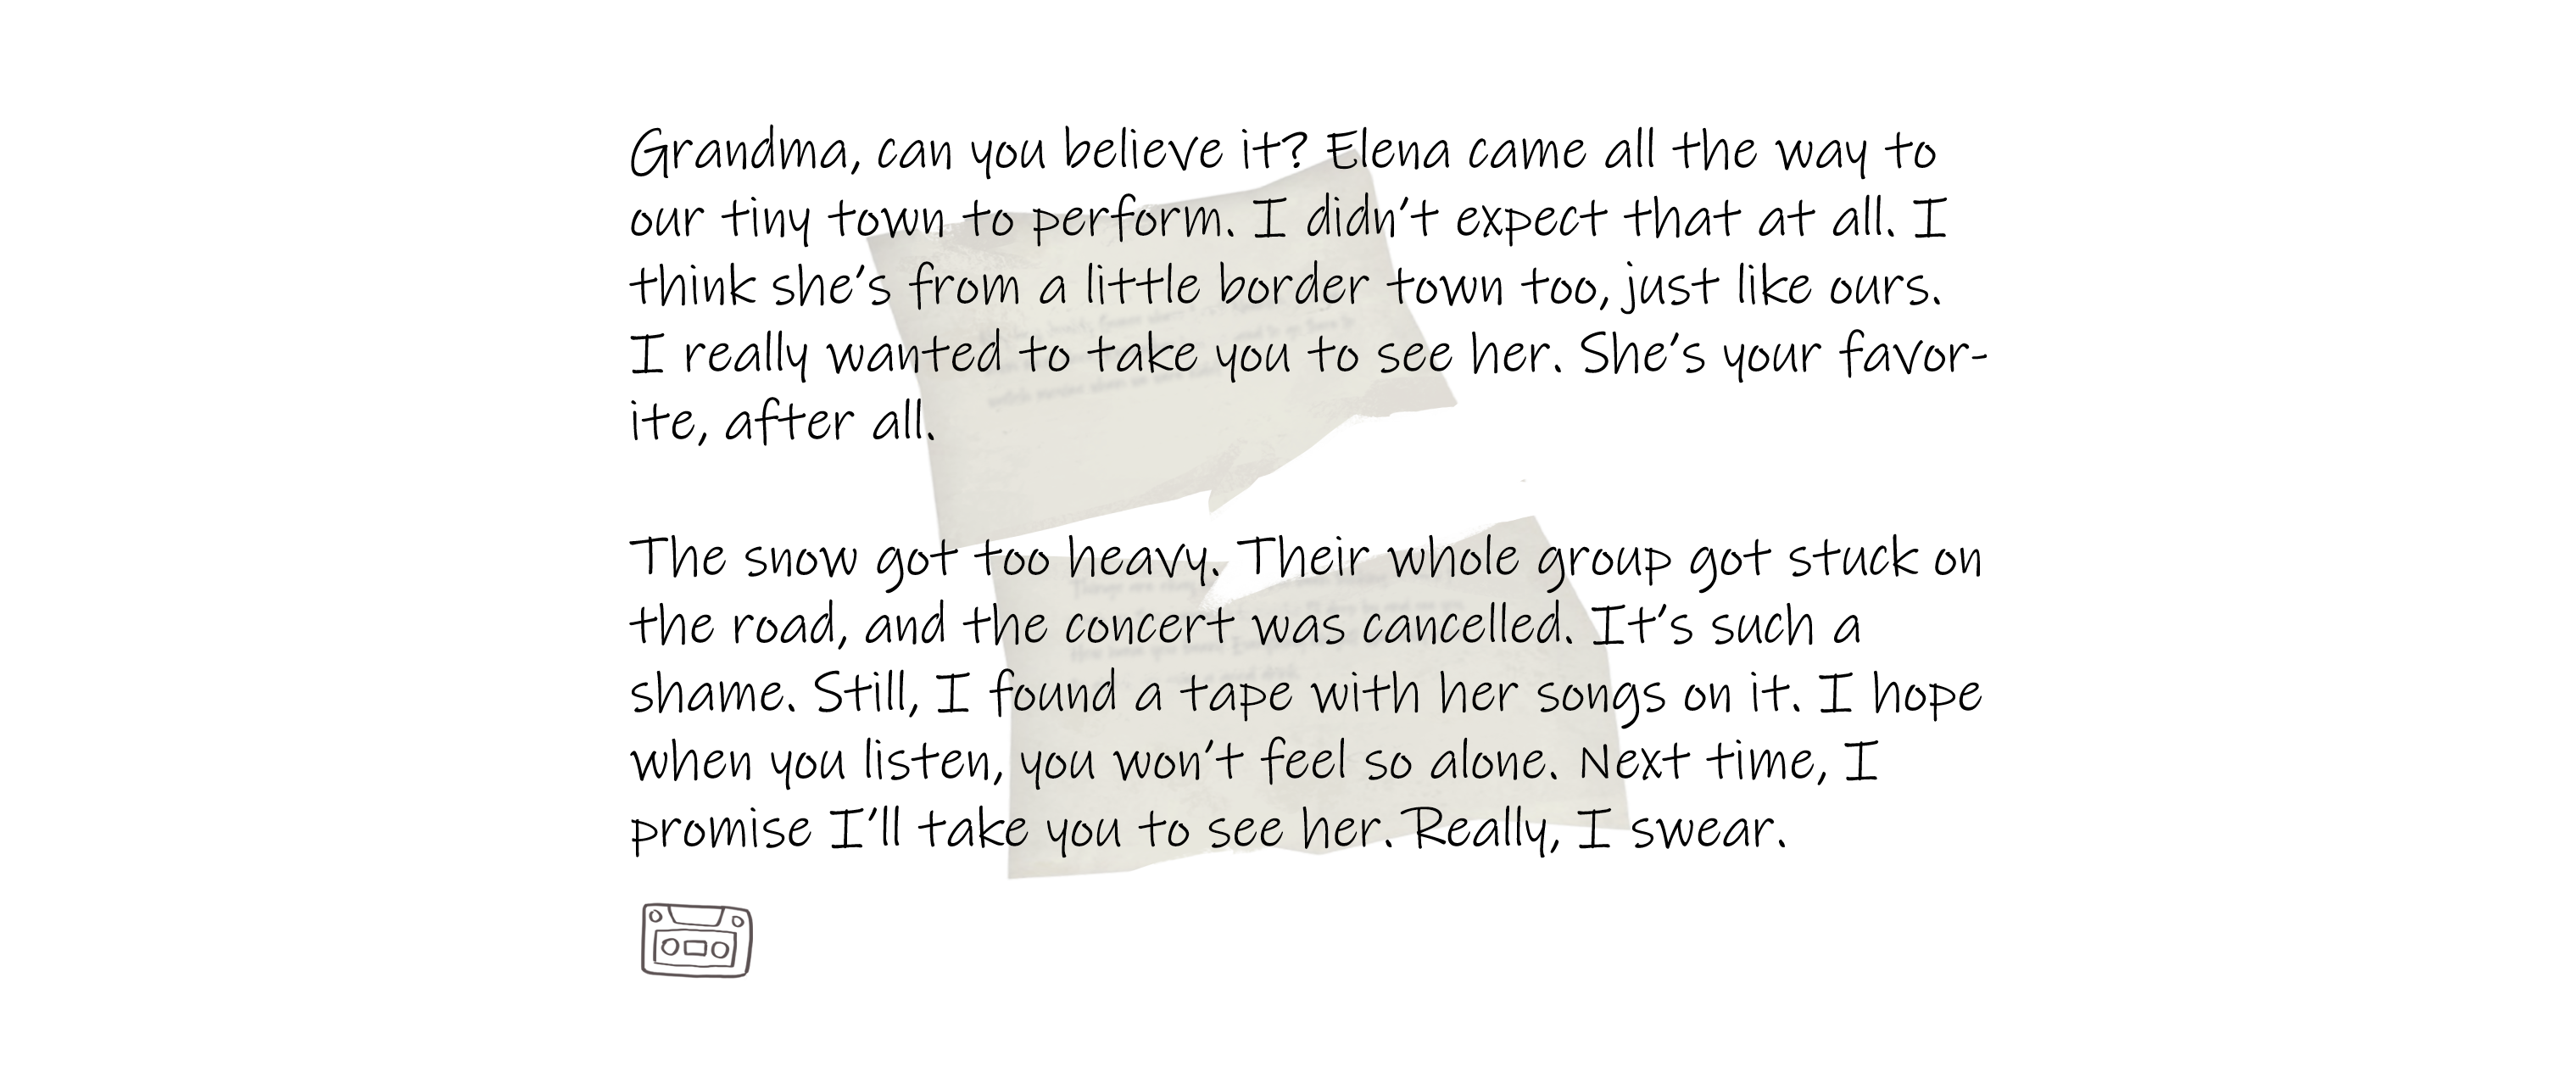 Grandma, can you believe it? Elena came all the way to
our tiny town to perform. I didn't expect that at all. I
think she's from a little border town too, just like ours.
I really wanted to take you to see her. She's your favor-
ite, after all.
The snow got too heavy. Their whole group got stuck on
the road, and the concert was cancelled. It's such a
shame. Still, I found a tape with her songs on it. I hope
when you listen, you won't feel so alone. Next time, I
promise I'll take you to see her. Really, I swear.